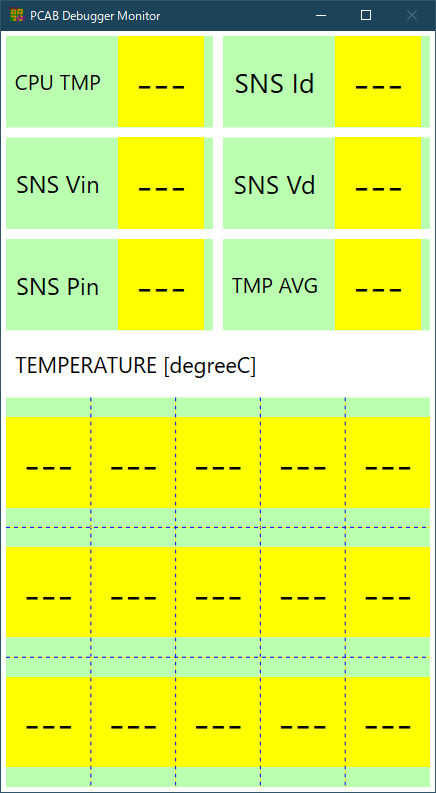 PCAB Debugger Monitor
CPU TMP --- SNS Id ---
SNS Vin --- SNS Vd ---
SNS Pin --- TMP AVG ---
TEMPERATURE [degreeC]
--- --- --- --- ---
--- --- --- --- ---
--- --- --- --- ---